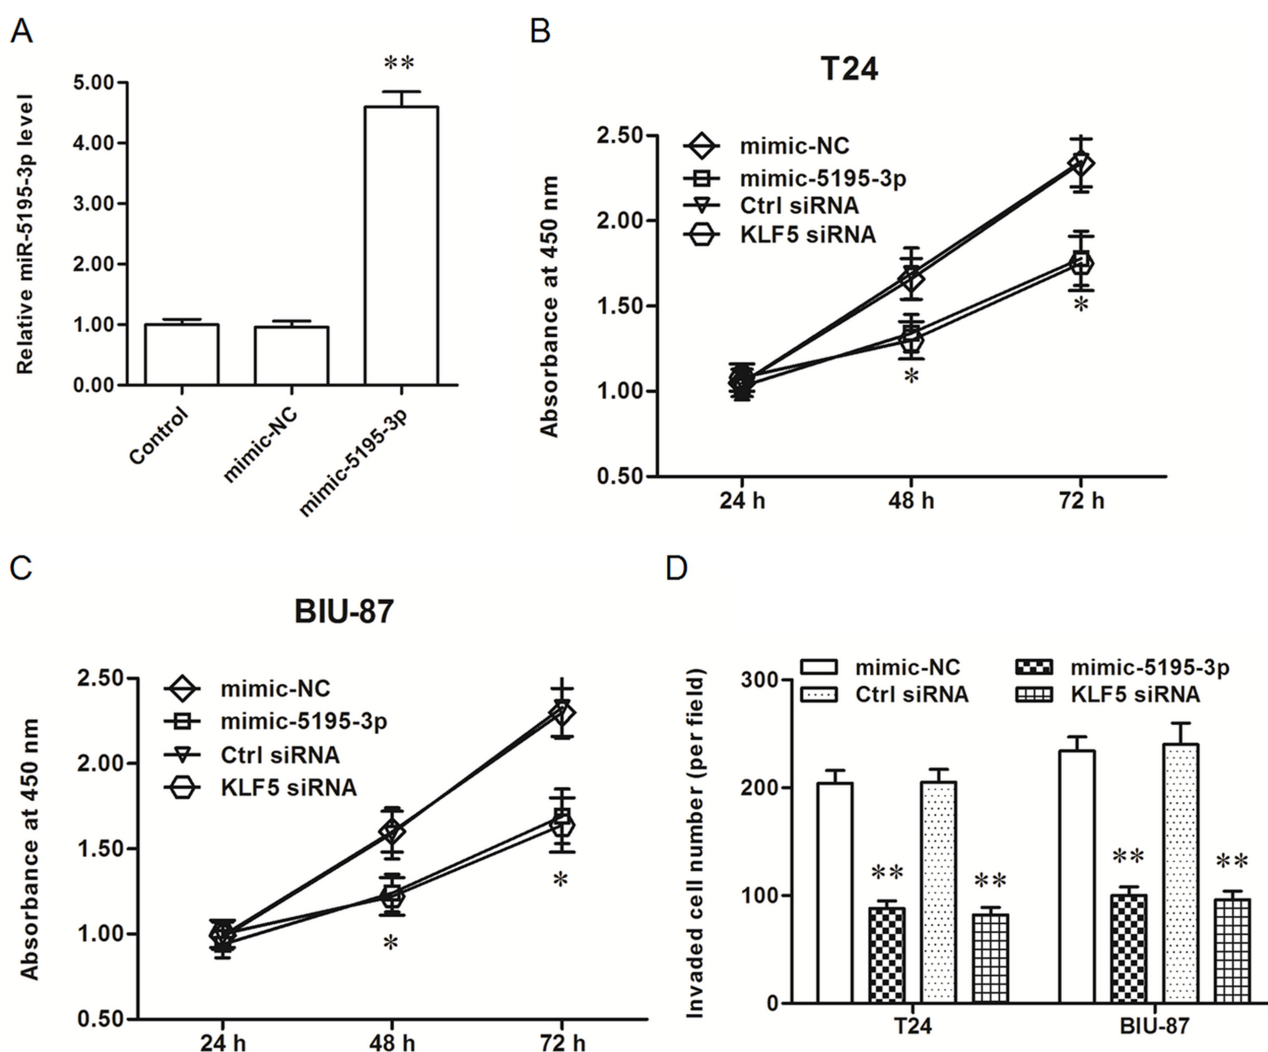 A
**
5.00
4.00
3.00
2.00
1.00
0.00
Relative miR-5195-3p level
Control
mimic-NC
mimic-5195-3p
B
T24
mimic-NC
mimic-5195-3p
Ctrl siRNA
KLF5 siRNA
2.50
2.00
1.50
1.00
0.50
Absorbance at 450 nm
*
*
24 h
48 h
72 h
C
BIU-87
mimic-NC
mimic-5195-3p
Ctrl siRNA
KLF5 siRNA
2.50
2.00
1.50
1.00
0.50
Absorbance at 450 nm
*
*
24 h
48 h
72 h
D
mimic-NC
mimic-5195-3p
Ctrl siRNA
KLF5 siRNA
300
200
100
0
Invaded cell number (per field)
**
**
**
**
T24
BIU-87